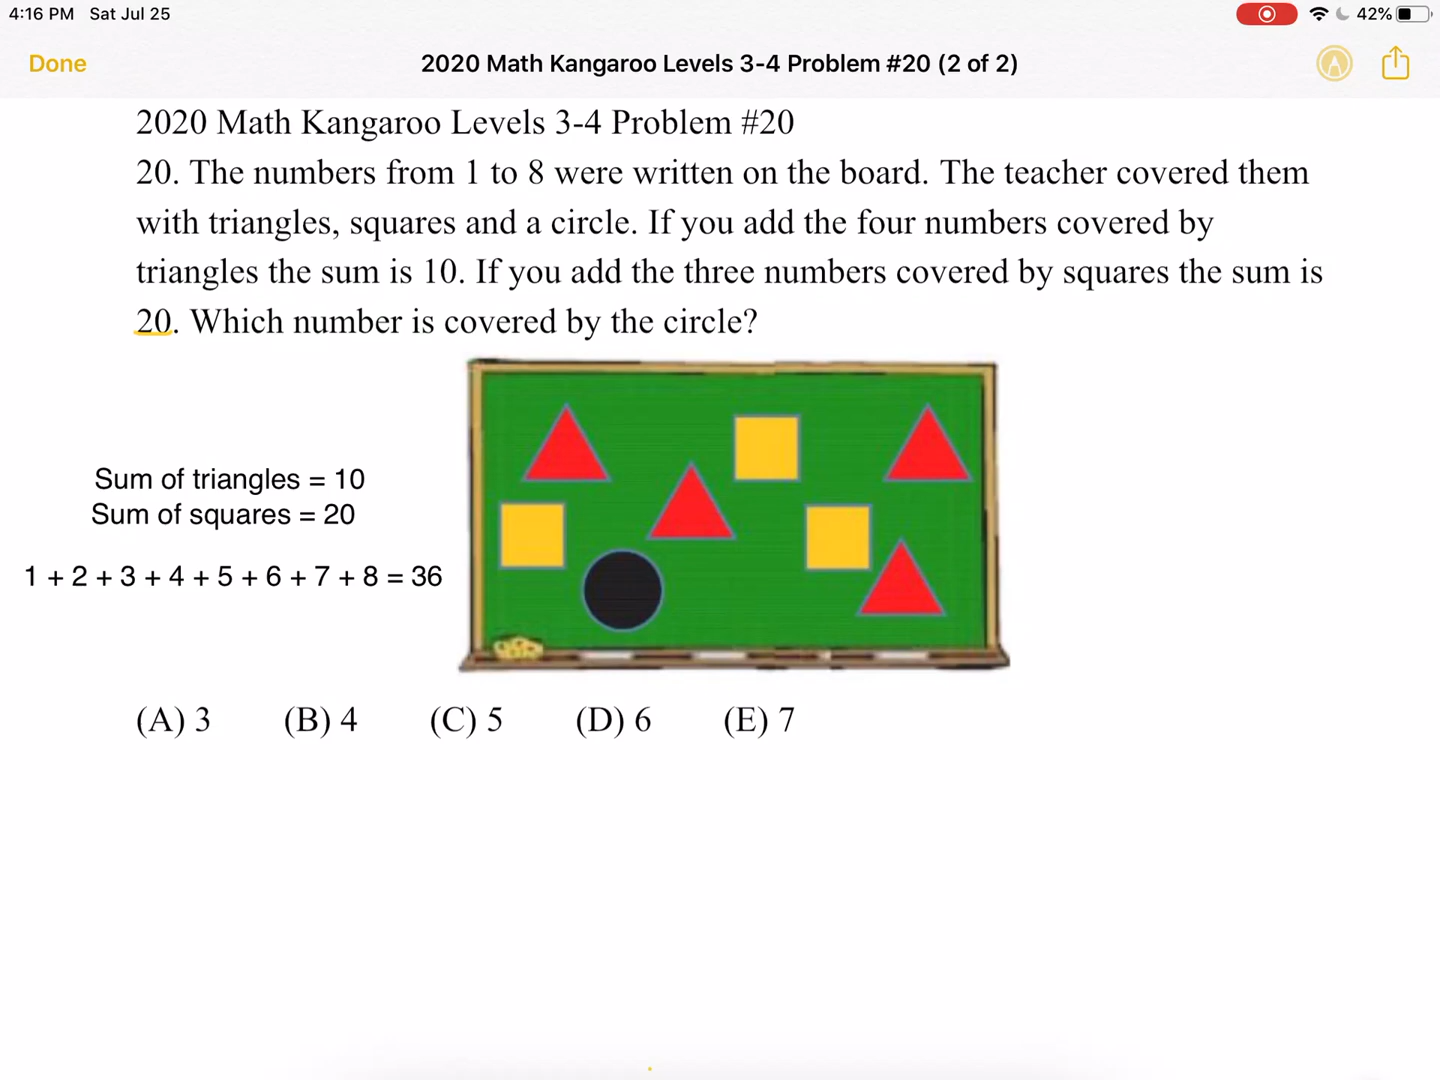 4:16 PM Sat Jul 25
42%
Done
2020 Math Kangaroo Levels 3-4 Problem #20 (2 of 2)
2020 Math Kangaroo Levels 3-4 Problem #20
20. The numbers from 1 to 8 were written on the board. The teacher covered them
with triangles, squares and a circle. If you add the four numbers covered by
triangles the sum is 10. If you add the three numbers covered by squares the sum is
20. Which number is covered by the circle?
Sum of triangles = 10
Sum of squares = 20
1 + 2 + 3 + 4 + 5 + 6 + 7 + 8 = 36
(A) 3 (B) 4 (C) 5 (D) 6 (E) 7